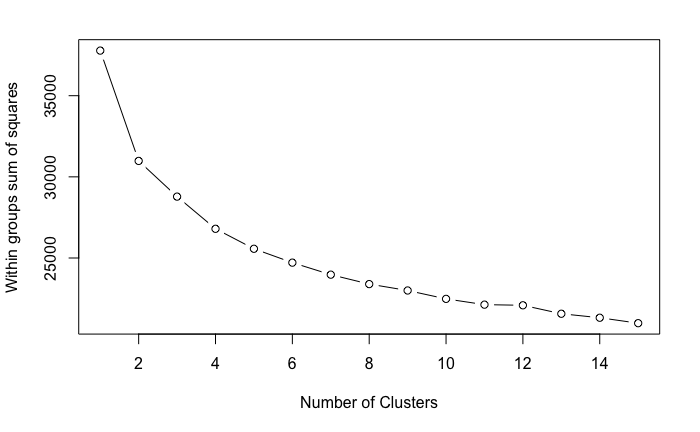 Within groups sum of squares
35000
30000
25000
2 4 6 8 10 12 14
Number of Clusters